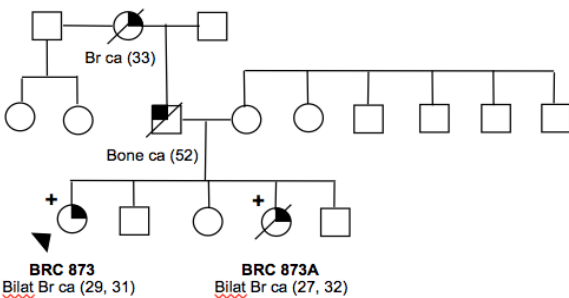 Br ca (33)
Bone ca (52)
+
+
BRC 873
BRC 873A
Bilat Br ca (29, 31)
Bilat Br ca (27, 32)